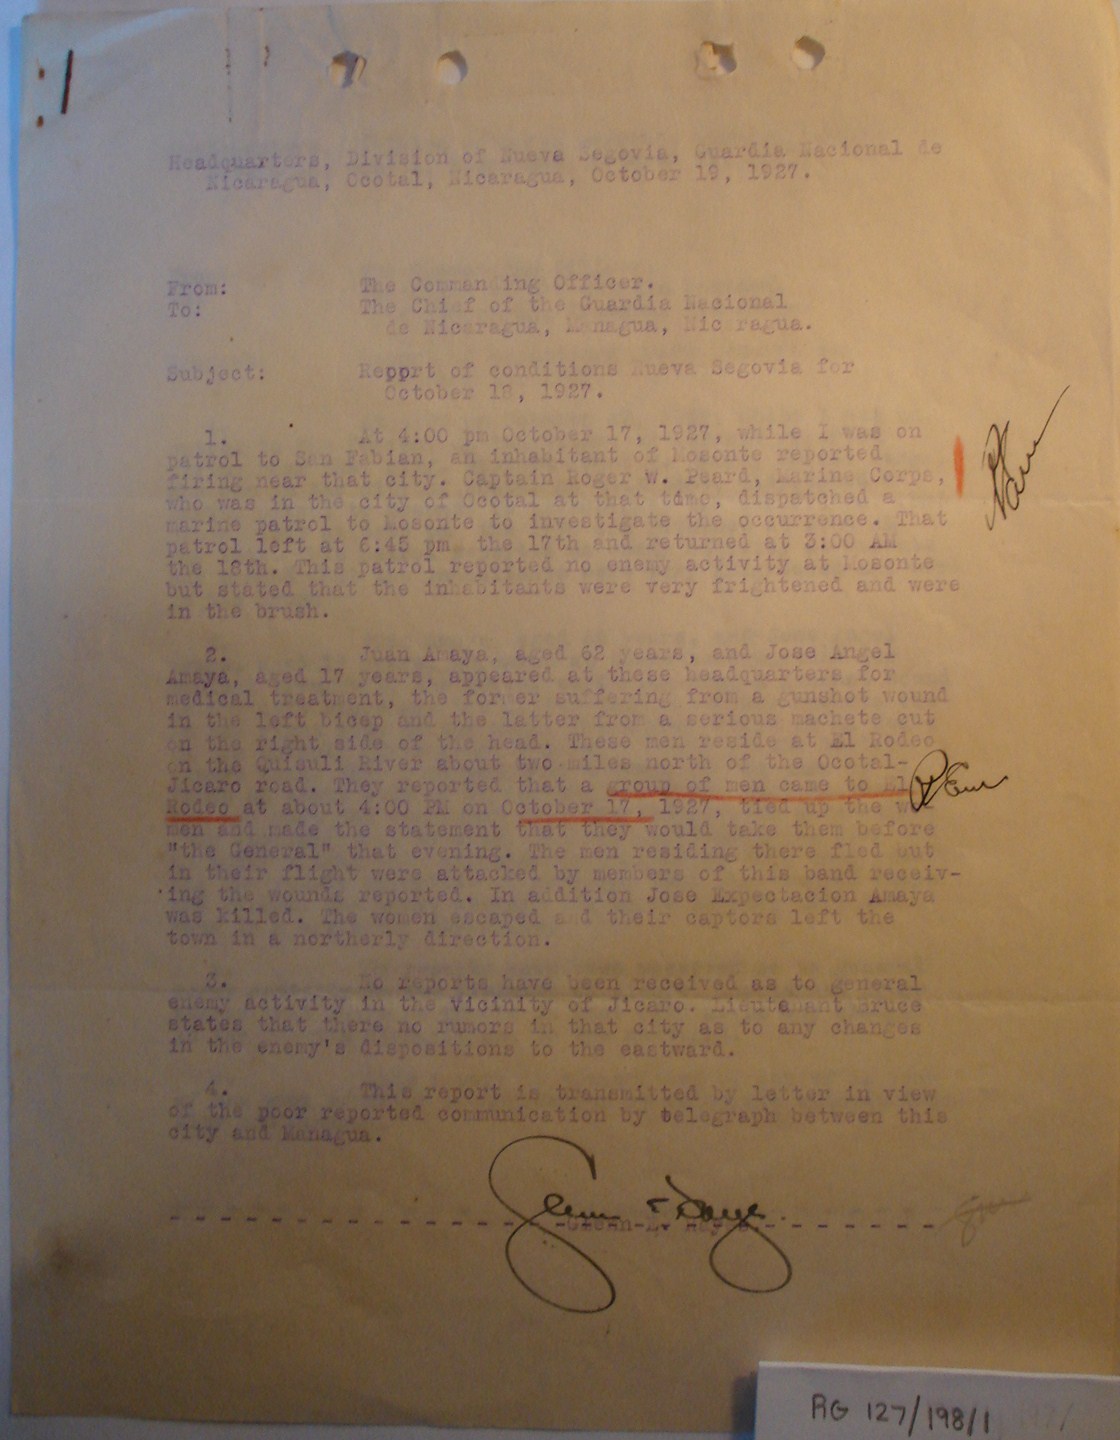 Headquarters, Division of Nueva Segovia, Guardia Nacional de
Nicaragua, Ocotal, Nicaragua, October 19, 1927.
From: The Comman ing Officer.
To: The Chief of the Guardia Nacional
de Nicaragua, Managua, Nic ragua.
Subject: Repprt of conditions Nueva Segovia for
October 18, 1927.
1. At 4:00 pm October 17, 1927, while I was on
patrol to San Fabian, an inhabitant of Mosonte reported
firing near that city. Captain Roger W. Peard, Marine Corps,
who was in the city of Ocotal at that time, dispatched a
marine patrol to Mosonte to investigate the occurrence. That
patrol left at 6:45 pm the 17th and returned at 3:00 AM
the 18th. This patrol reported no enemy activity at Mosonte
but stated that the inhabitants were very frightened and were
in the brush.
2. Juan Amaya, aged 62 years, and Jose Angel
Amaya, aged 17 years, appeared at these headquarters for
medical treatment, the former suffering from a gunshot wound
in the left bicep and the latter from a serious machete cut
on the right side of the head. These men reside at El Rodeo
on the Quisuli River about two miles north of the Ocotal-
Jicaro road. They reported that a group of men came to El
Rodeo at about 4:00 PM on October 17, 1927, tied up the wo-
men and made the statement that they would take them before
"the General" that evening. The men residing there fled but
in their flight were attacked by members of this band receiv-
ing the wounds reported. In addition Jose Expectacion Amaya
was killed. The women escaped and their captors left the
town in a northerly direction.
3. No reports have been received as to general
enemy activity in the vicinity of Jicaro. Lieutenant Bruce
states that there no rumors in that city as to any changes
in the enemy's dispositions to the eastward.
4. This report is transmitted by letter in view
of the poor reported communication by telegraph between this
city and Managua.
Glenn E. Hayes
RG 127/198/1